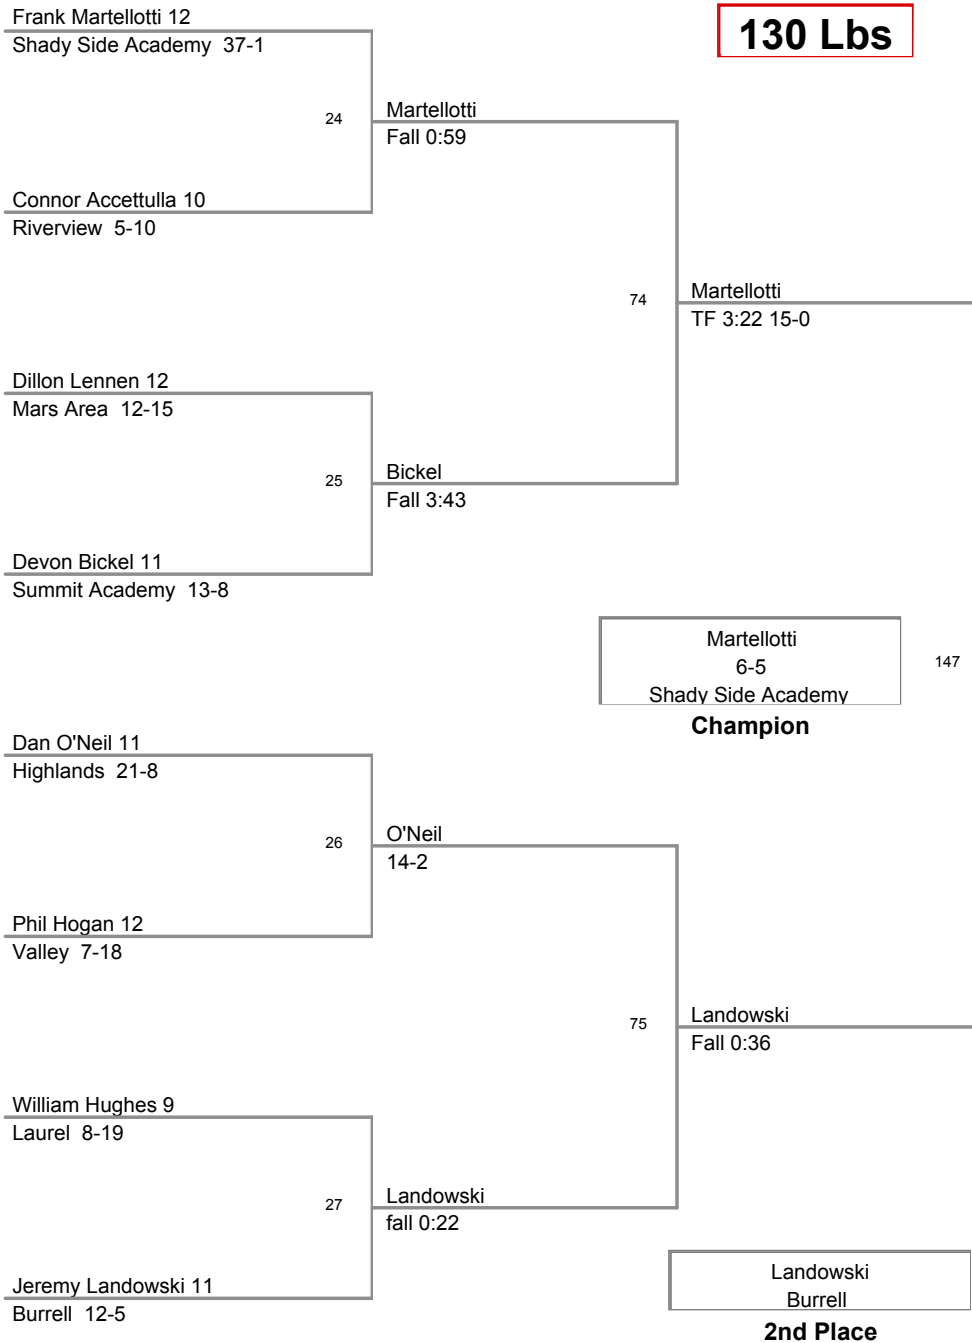 Frank Martellotti 12
Shady Side Academy 37-1
130 Lbs
24
Martellotti
Fall 0:59
Connor Accettulla 10
Riverview 5-10
74
Martellotti
TF 3:22 15-0
Dillon Lennen 12
Mars Area 12-15
25
Bickel
Fall 3:43
Devon Bickel 11
Summit Academy 13-8
Martellotti
6-5
Shady Side Academy
147
Champion
Dan O'Neil 11
Highlands 21-8
26
O'Neil
14-2
Phil Hogan 12
Valley 7-18
75
Landowski
Fall 0:36
William Hughes 9
Laurel 8-19
27
Landowski
fall 0:22
Jeremy Landowski 11
Burrell 12-5
Landowski
Burrell
2nd Place